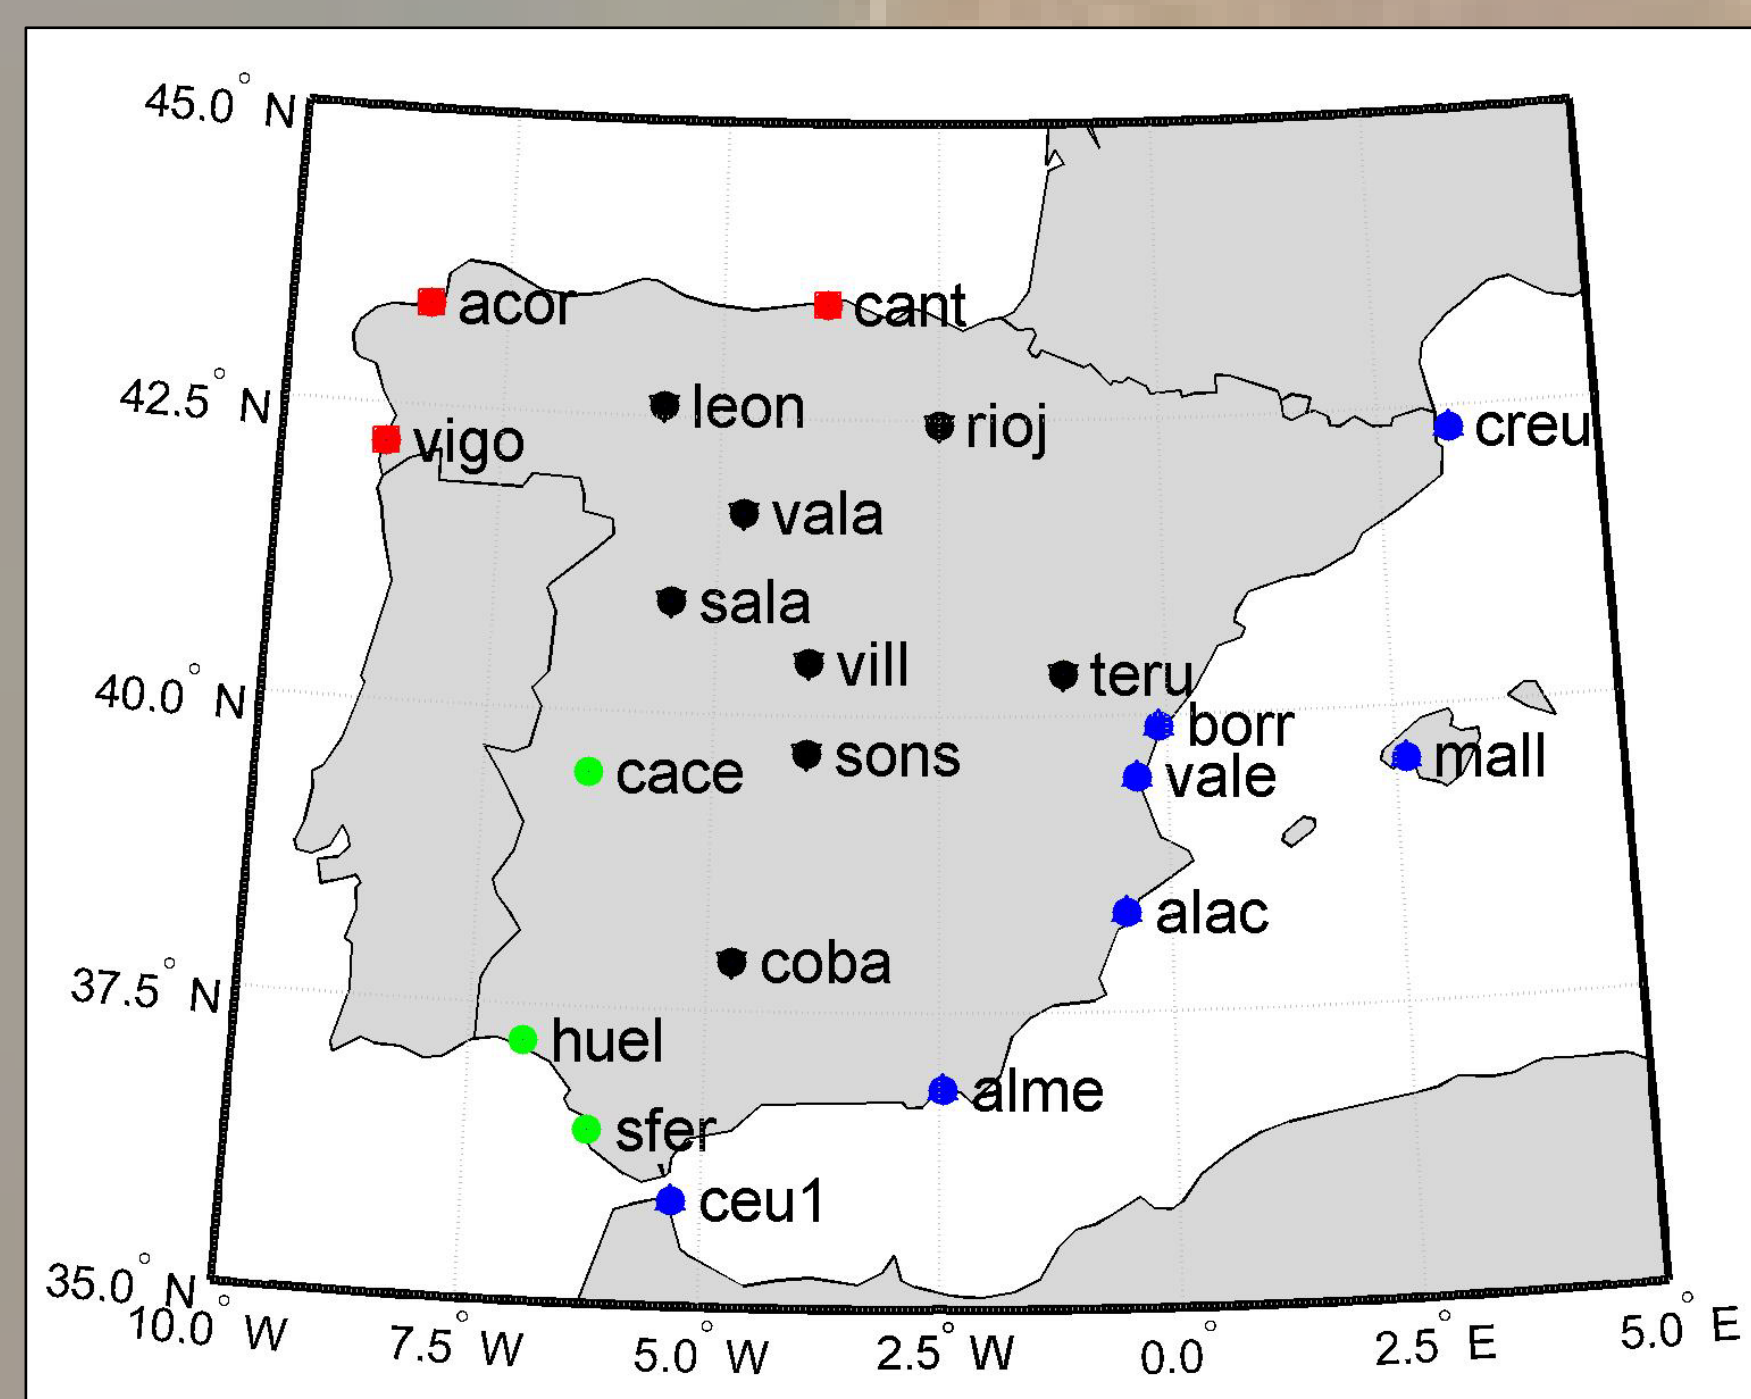 45.0° N
acor
cant
42.5° N
leon
rioj
creu
vigo
vala
sala
vill
teru
40.0° N
borr
mall
sons
vale
cace
alac
coba
37.5° N
huel
alme
sfer
ceu1
35.0° N
10.0° W
7.5° W
5.0° W
2.5° W
0.0°
2.5° E
5.0° E